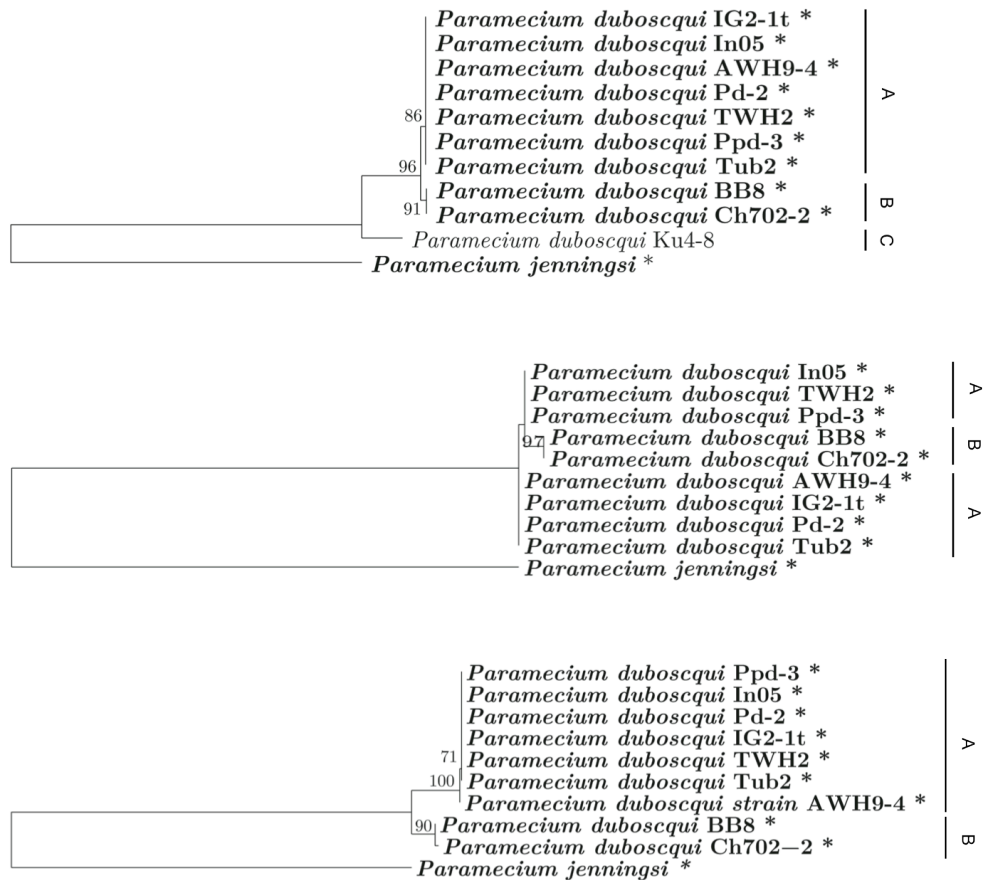 Paramecium duboscqui IG2-1t *
Paramecium duboscqui In05 *
Paramecium duboscqui AWH9-4 *
Paramecium duboscqui Pd-2 *
A
86
Paramecium duboscqui TWH2 *
Paramecium duboscqui Ppd-3 *
96
Paramecium duboscqui Tub2 *
Paramecium duboscqui BB8 *
B
91
Paramecium duboscqui Ch702-2 *
Paramecium duboscqui Ku4-8
C
Paramecium jenningsi *
Paramecium duboscqui In05 *
A
Paramecium duboscqui TWH2 *
Paramecium duboscqui Ppd-3 *
97
Paramecium duboscqui BB8 *
B
Paramecium duboscqui Ch702-2 *
Paramecium duboscqui AWH9-4 *
Paramecium duboscqui IG2-1t *
A
Paramecium duboscqui Pd-2 *
Paramecium duboscqui Tub2 *
Paramecium jenningsi *
Paramecium duboscqui Ppd-3 *
Paramecium duboscqui In05 *
Paramecium duboscqui Pd-2 *
Paramecium duboscqui IG2-1t *
A
71
Paramecium duboscqui TWH2 *
100
Paramecium duboscqui Tub2 *
Paramecium duboscqui strain AWH9-4 *
90
Paramecium duboscqui BB8 *
B
Paramecium duboscqui Ch702–2 *
Paramecium jenningsi *